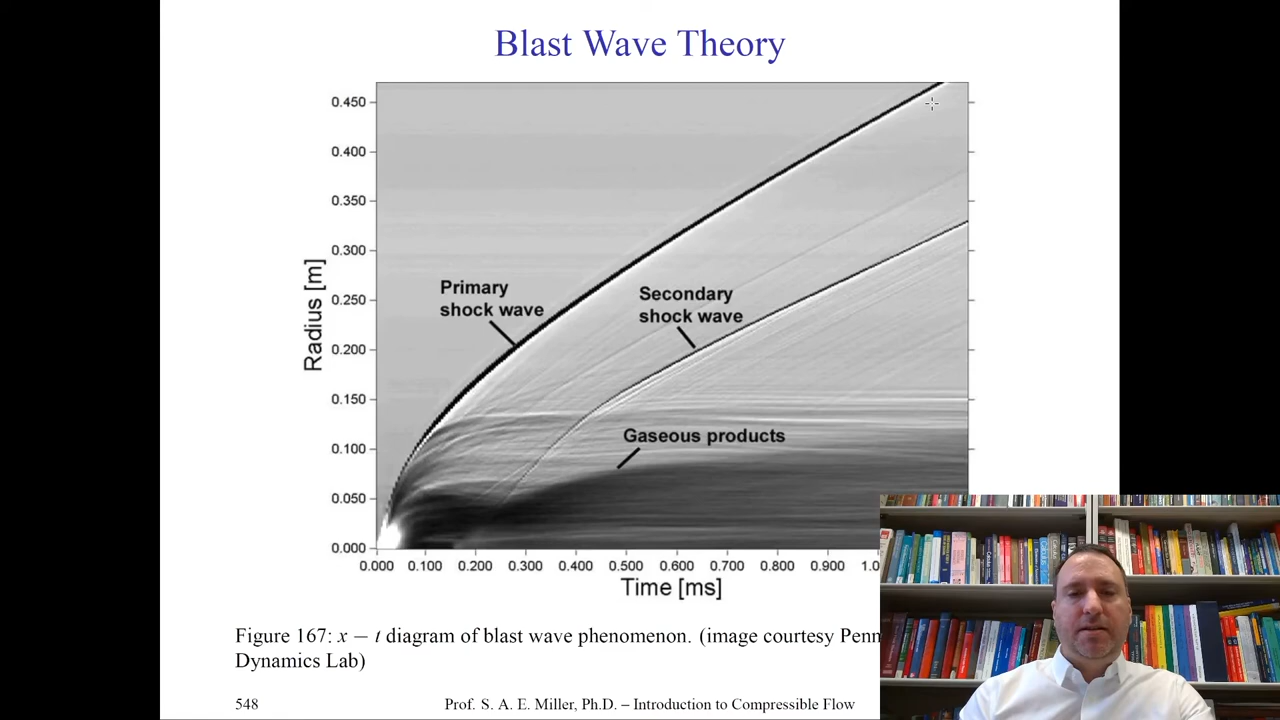 Blast Wave Theory
0.450
0.400
0.350
0.300
0.250
0.200
0.150
0.100
0.050
0.000
Radius [m]
Primary
shock wave
Secondary
shock wave
Gaseous products
0.000 0.100 0.200 0.300 0.400 0.500 0.600 0.700 0.800 0.900 1.0
Time [ms]
Figure 167: x − t diagram of blast wave phenomenon. (image courtesy Penn
Dynamics Lab)
548 Prof. S. A. E. Miller, Ph.D. – Introduction to Compressible Flow